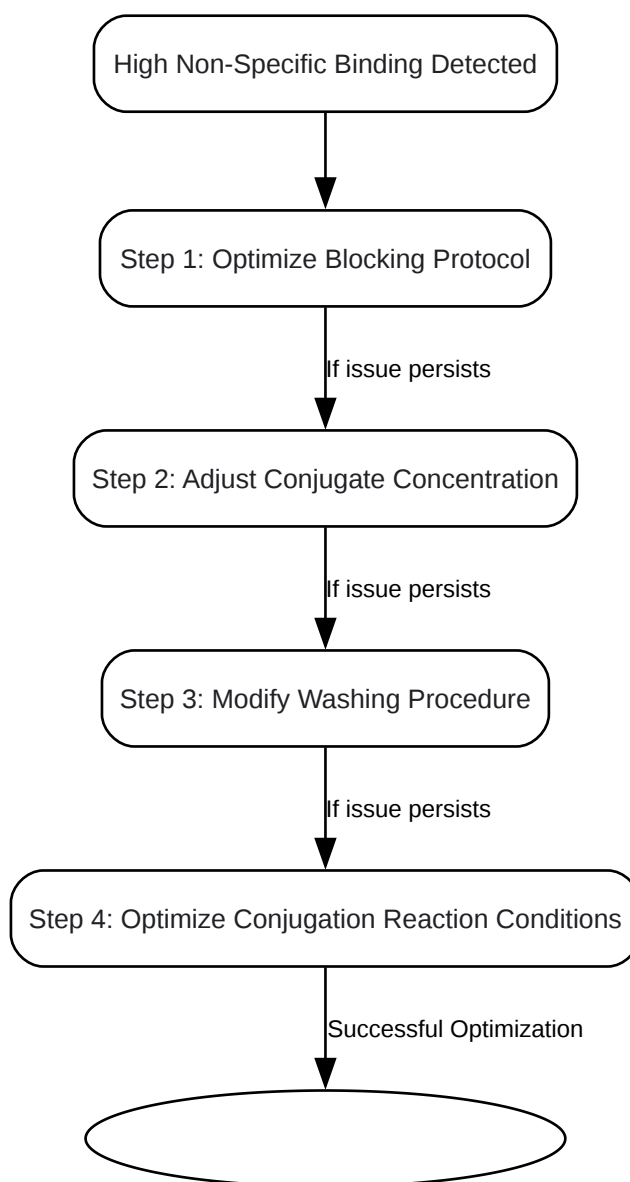 High Non-Specific Binding Detected
Step 1: Optimize Blocking Protocol
If issue persists
Step 2: Adjust Conjugate Concentration
If issue persists
Step 3: Modify Washing Procedure
If issue persists
Step 4: Optimize Conjugation Reaction Conditions
Successful Optimization